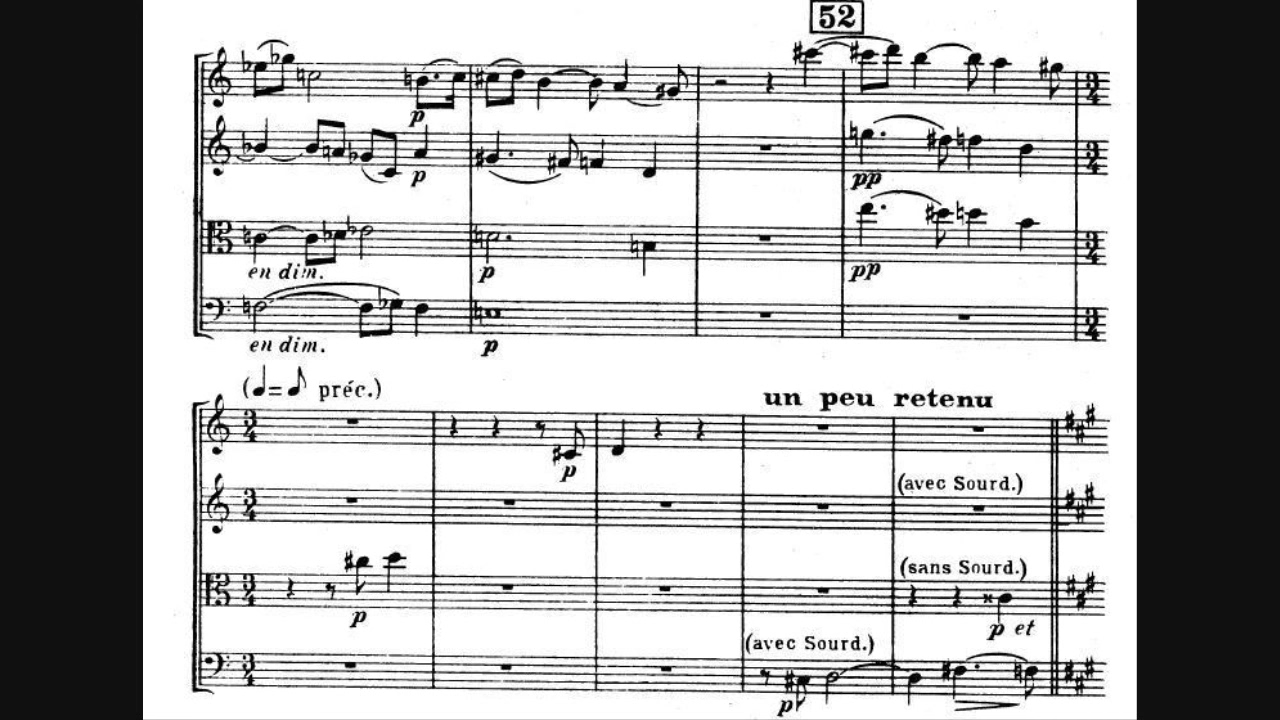 52
p
p
pp
en dim.
p
pp
en dim.
p
(♩=♪ préc.)
un peu retenu
p
(avec Sourd.)
(sans Sourd.)
p
p et
(avec Sourd.)
p